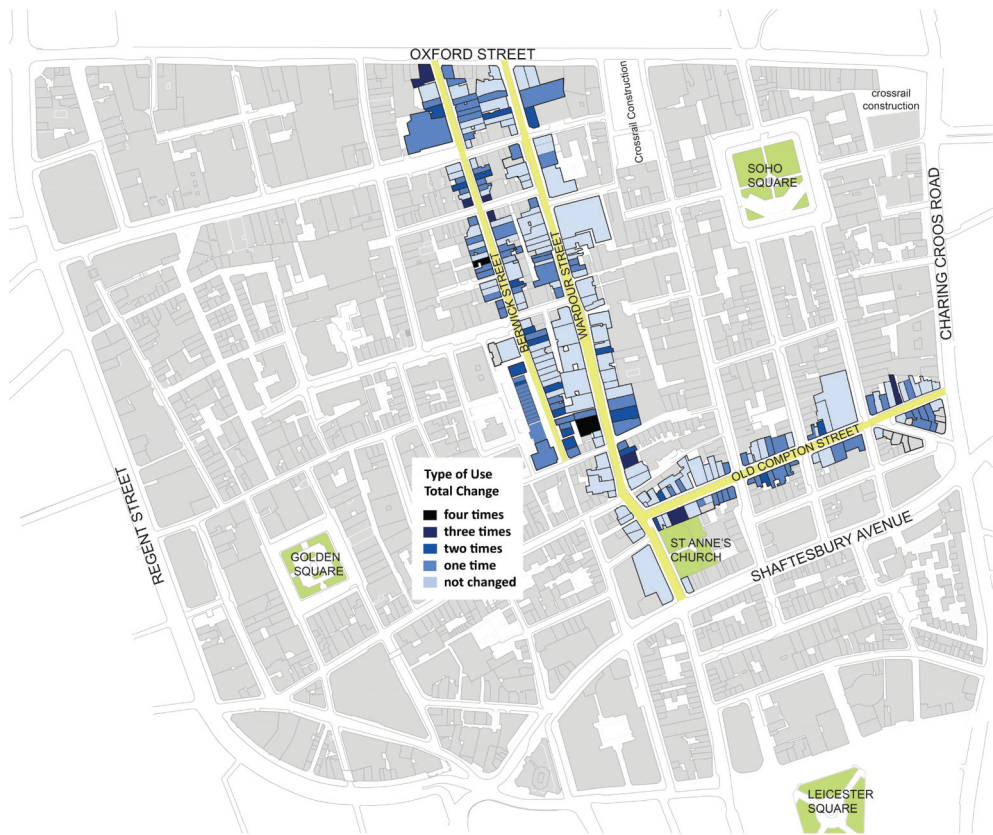 OXFORD STREET
crossrail
construction
Crossrail Construction
SOHO
SQUARE
CHARING CROOS ROAD
BERWICK STREET
WARDOUR STREET
OLD COMPTON STREET
REGENT STREET
Type of Use
Total Change
four times
three times
two times
one time
not changed
ST ANNE'S
CHURCH
SHAFTESBURY AVENUE
GOLDEN
SQUARE
LEICESTER
SQUARE